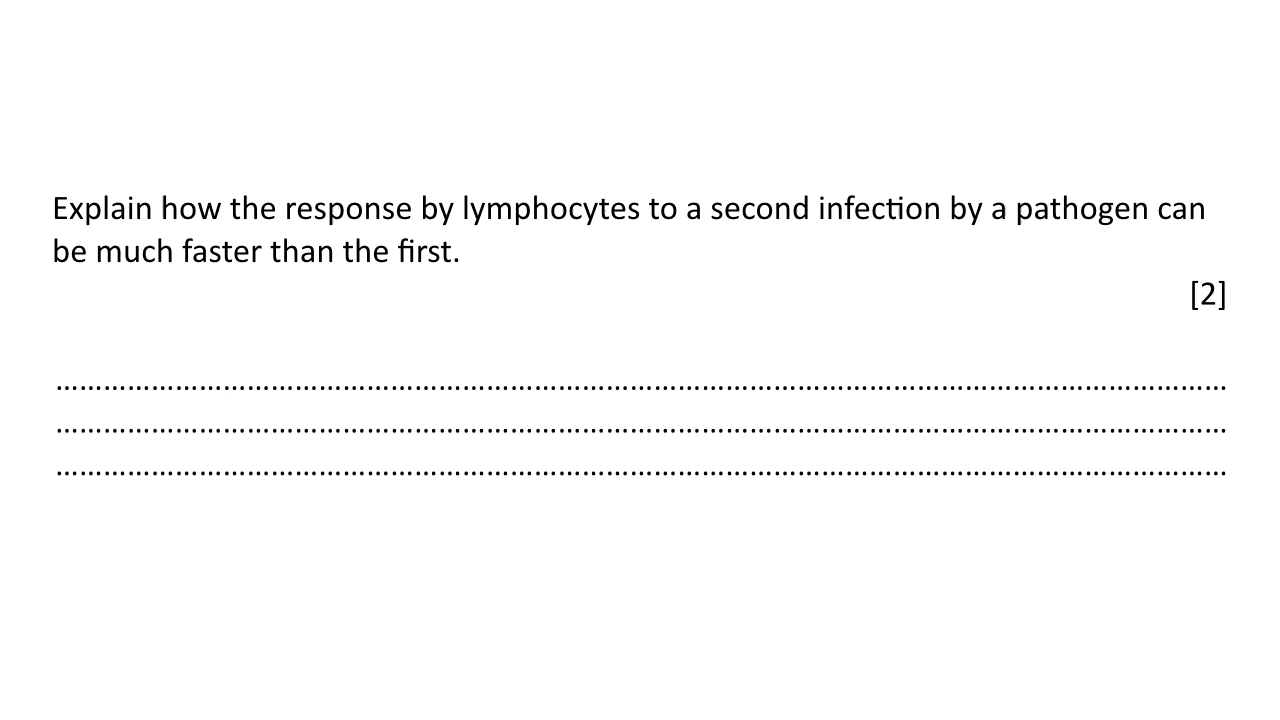 Explain how the response by lymphocytes to a second infection by a pathogen can
be much faster than the first.
[2]
................................................................................................................................................
................................................................................................................................................
................................................................................................................................................